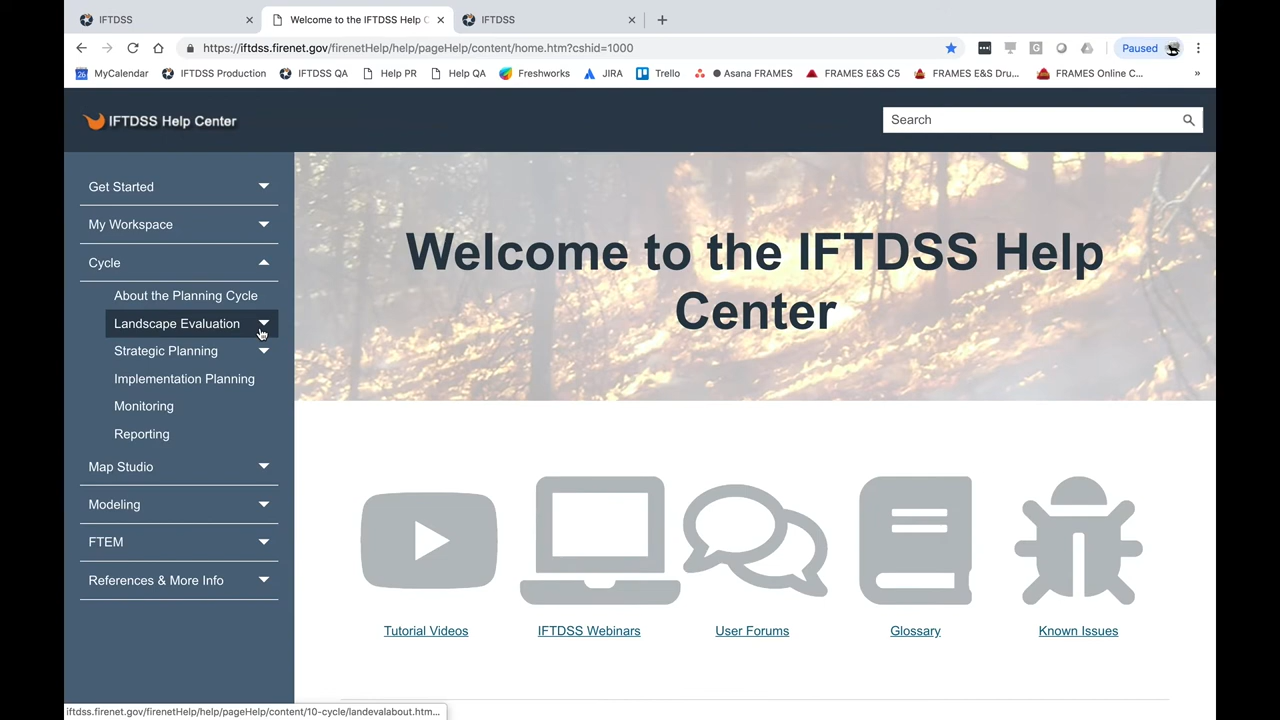 IFTDSS
Welcome to the IFTDSS Help C
IFTDSS
https://iftdss.firenet.gov/firenetHelp/help/pageHelp/content/home.htm?cshid=1000
Paused
26 MyCalendar IFTDSS Production IFTDSS QA Help PR Help QA Freshworks JIRA Trello Asana FRAMES FRAMES E&S C5 FRAMES E&S Dru... FRAMES Online C... »
IFTDSS Help Center
Search
Get Started
My Workspace
Cycle
About the Planning Cycle
Landscape Evaluation
Strategic Planning
Implementation Planning
Monitoring
Reporting
Map Studio
Modeling
FTEM
References & More Info
Welcome to the IFTDSS Help
Center
Tutorial Videos
IFTDSS Webinars
User Forums
Glossary
Known Issues
iftdss.firenet.gov/firenetHelp/help/pageHelp/content/10-cycle/landevalabout.htm...